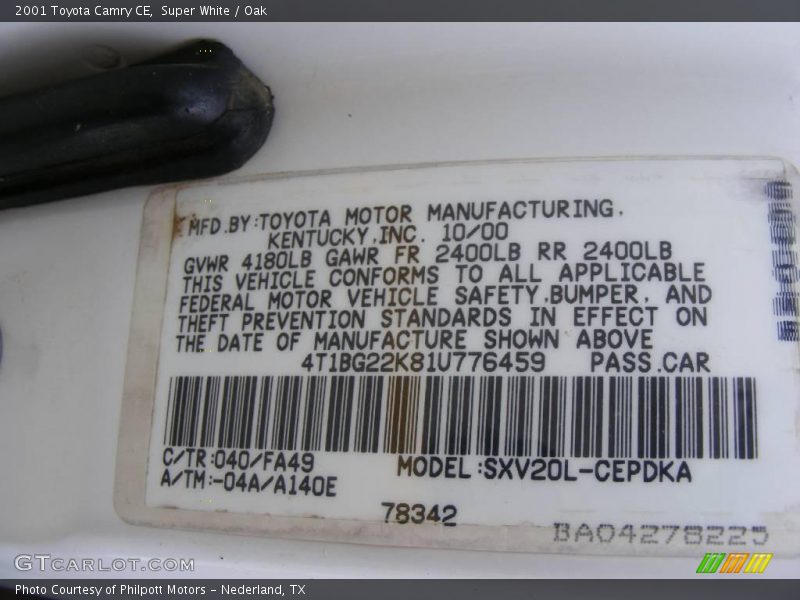 2001 Toyota Camry CE, Super White / Oak
MFD.BY:TOYOTA MOTOR MANUFACTURING.
KENTUCKY,INC. 10/00
GVWR 4180LB GAWR FR 2400LB RR 2400LB
THIS VEHICLE CONFORMS TO ALL APPLICABLE
FEDERAL MOTOR VEHICLE SAFETY,BUMPER, AND
THEFT PREVENTION STANDARDS IN EFFECT ON
THE DATE OF MANUFACTURE SHOWN ABOVE
4T1BG22K81U776459 PASS.CAR
C/TR:040/FA49 MODEL:SXV20L-CEPDKA
A/TM:-04A/A140E
78342
BA04278225
GTCARLOT.COM
Photo Courtesy of Philpott Motors - Nederland, TX